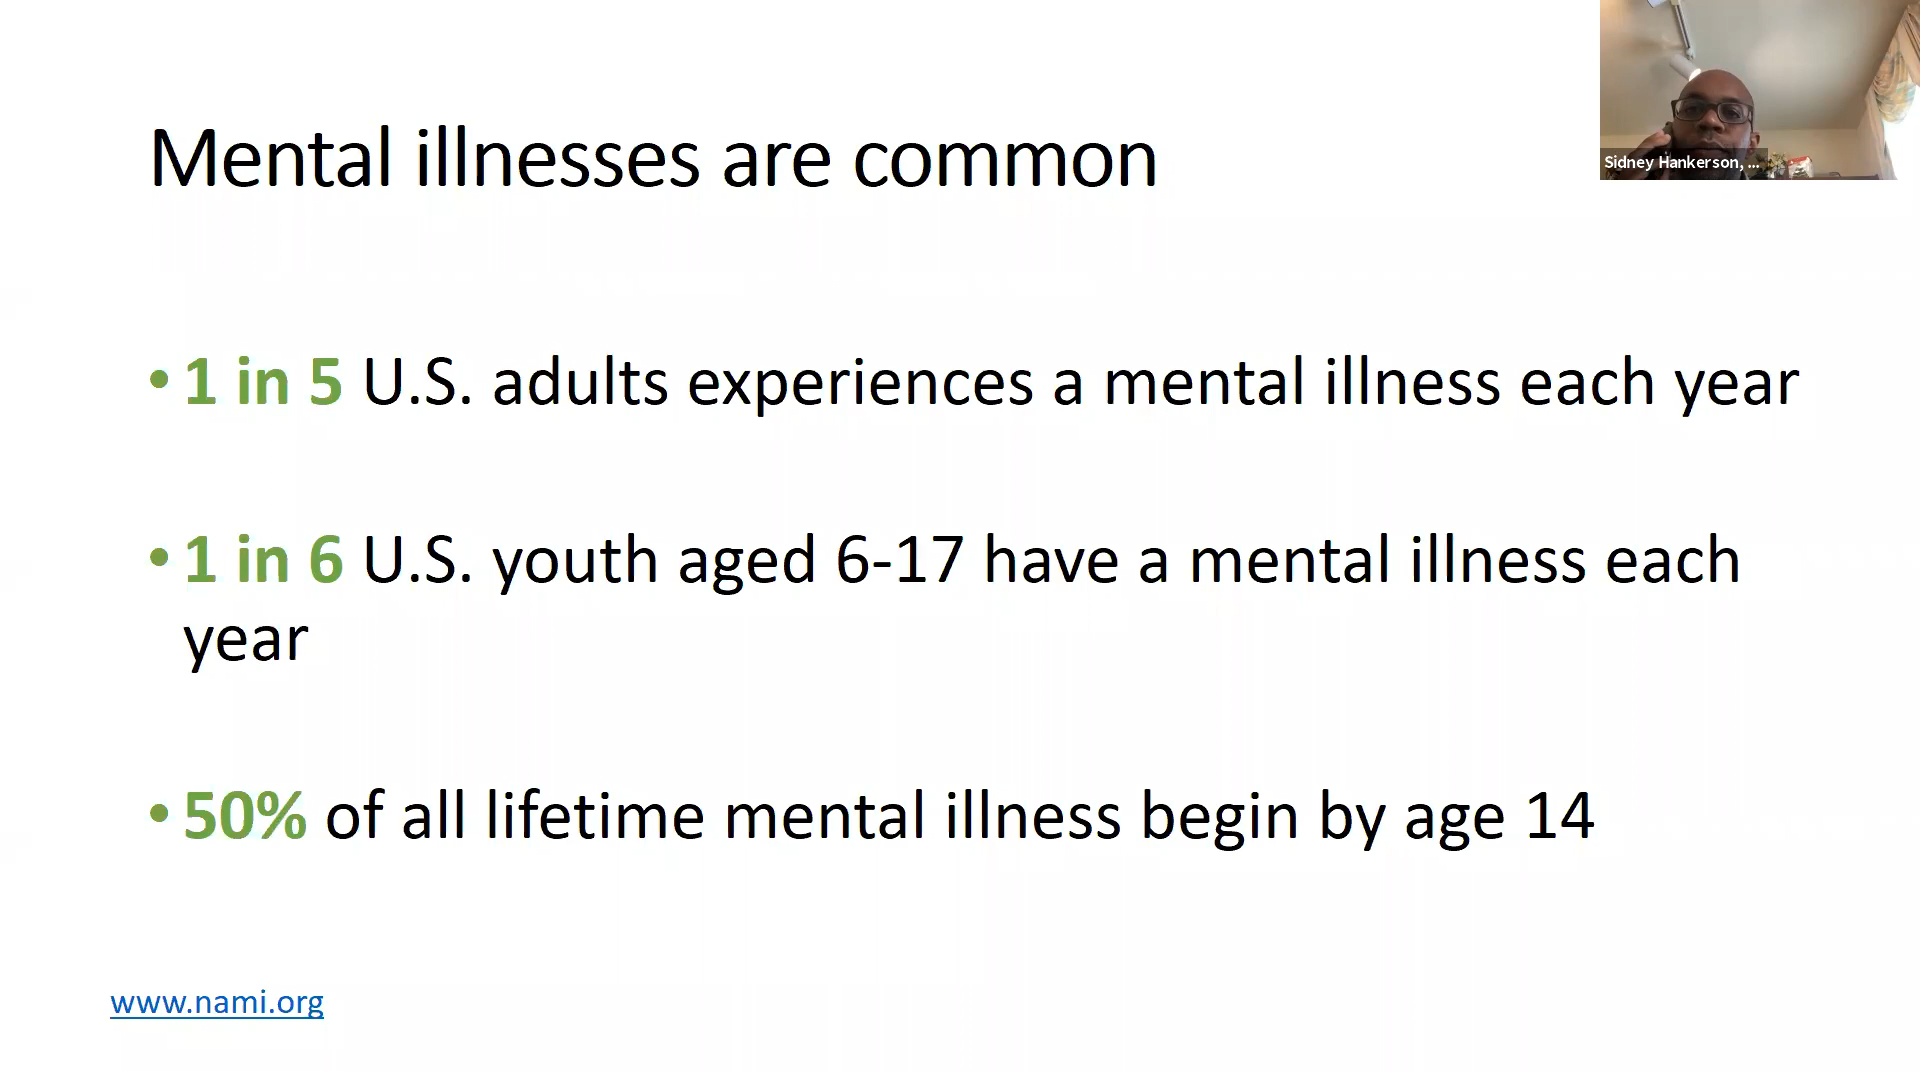 Mental illnesses are common
Sidney Hankerson, ...
• 1 in 5 U.S. adults experiences a mental illness each year
• 1 in 6 U.S. youth aged 6-17 have a mental illness each
year
• 50% of all lifetime mental illness begin by age 14
www.nami.org